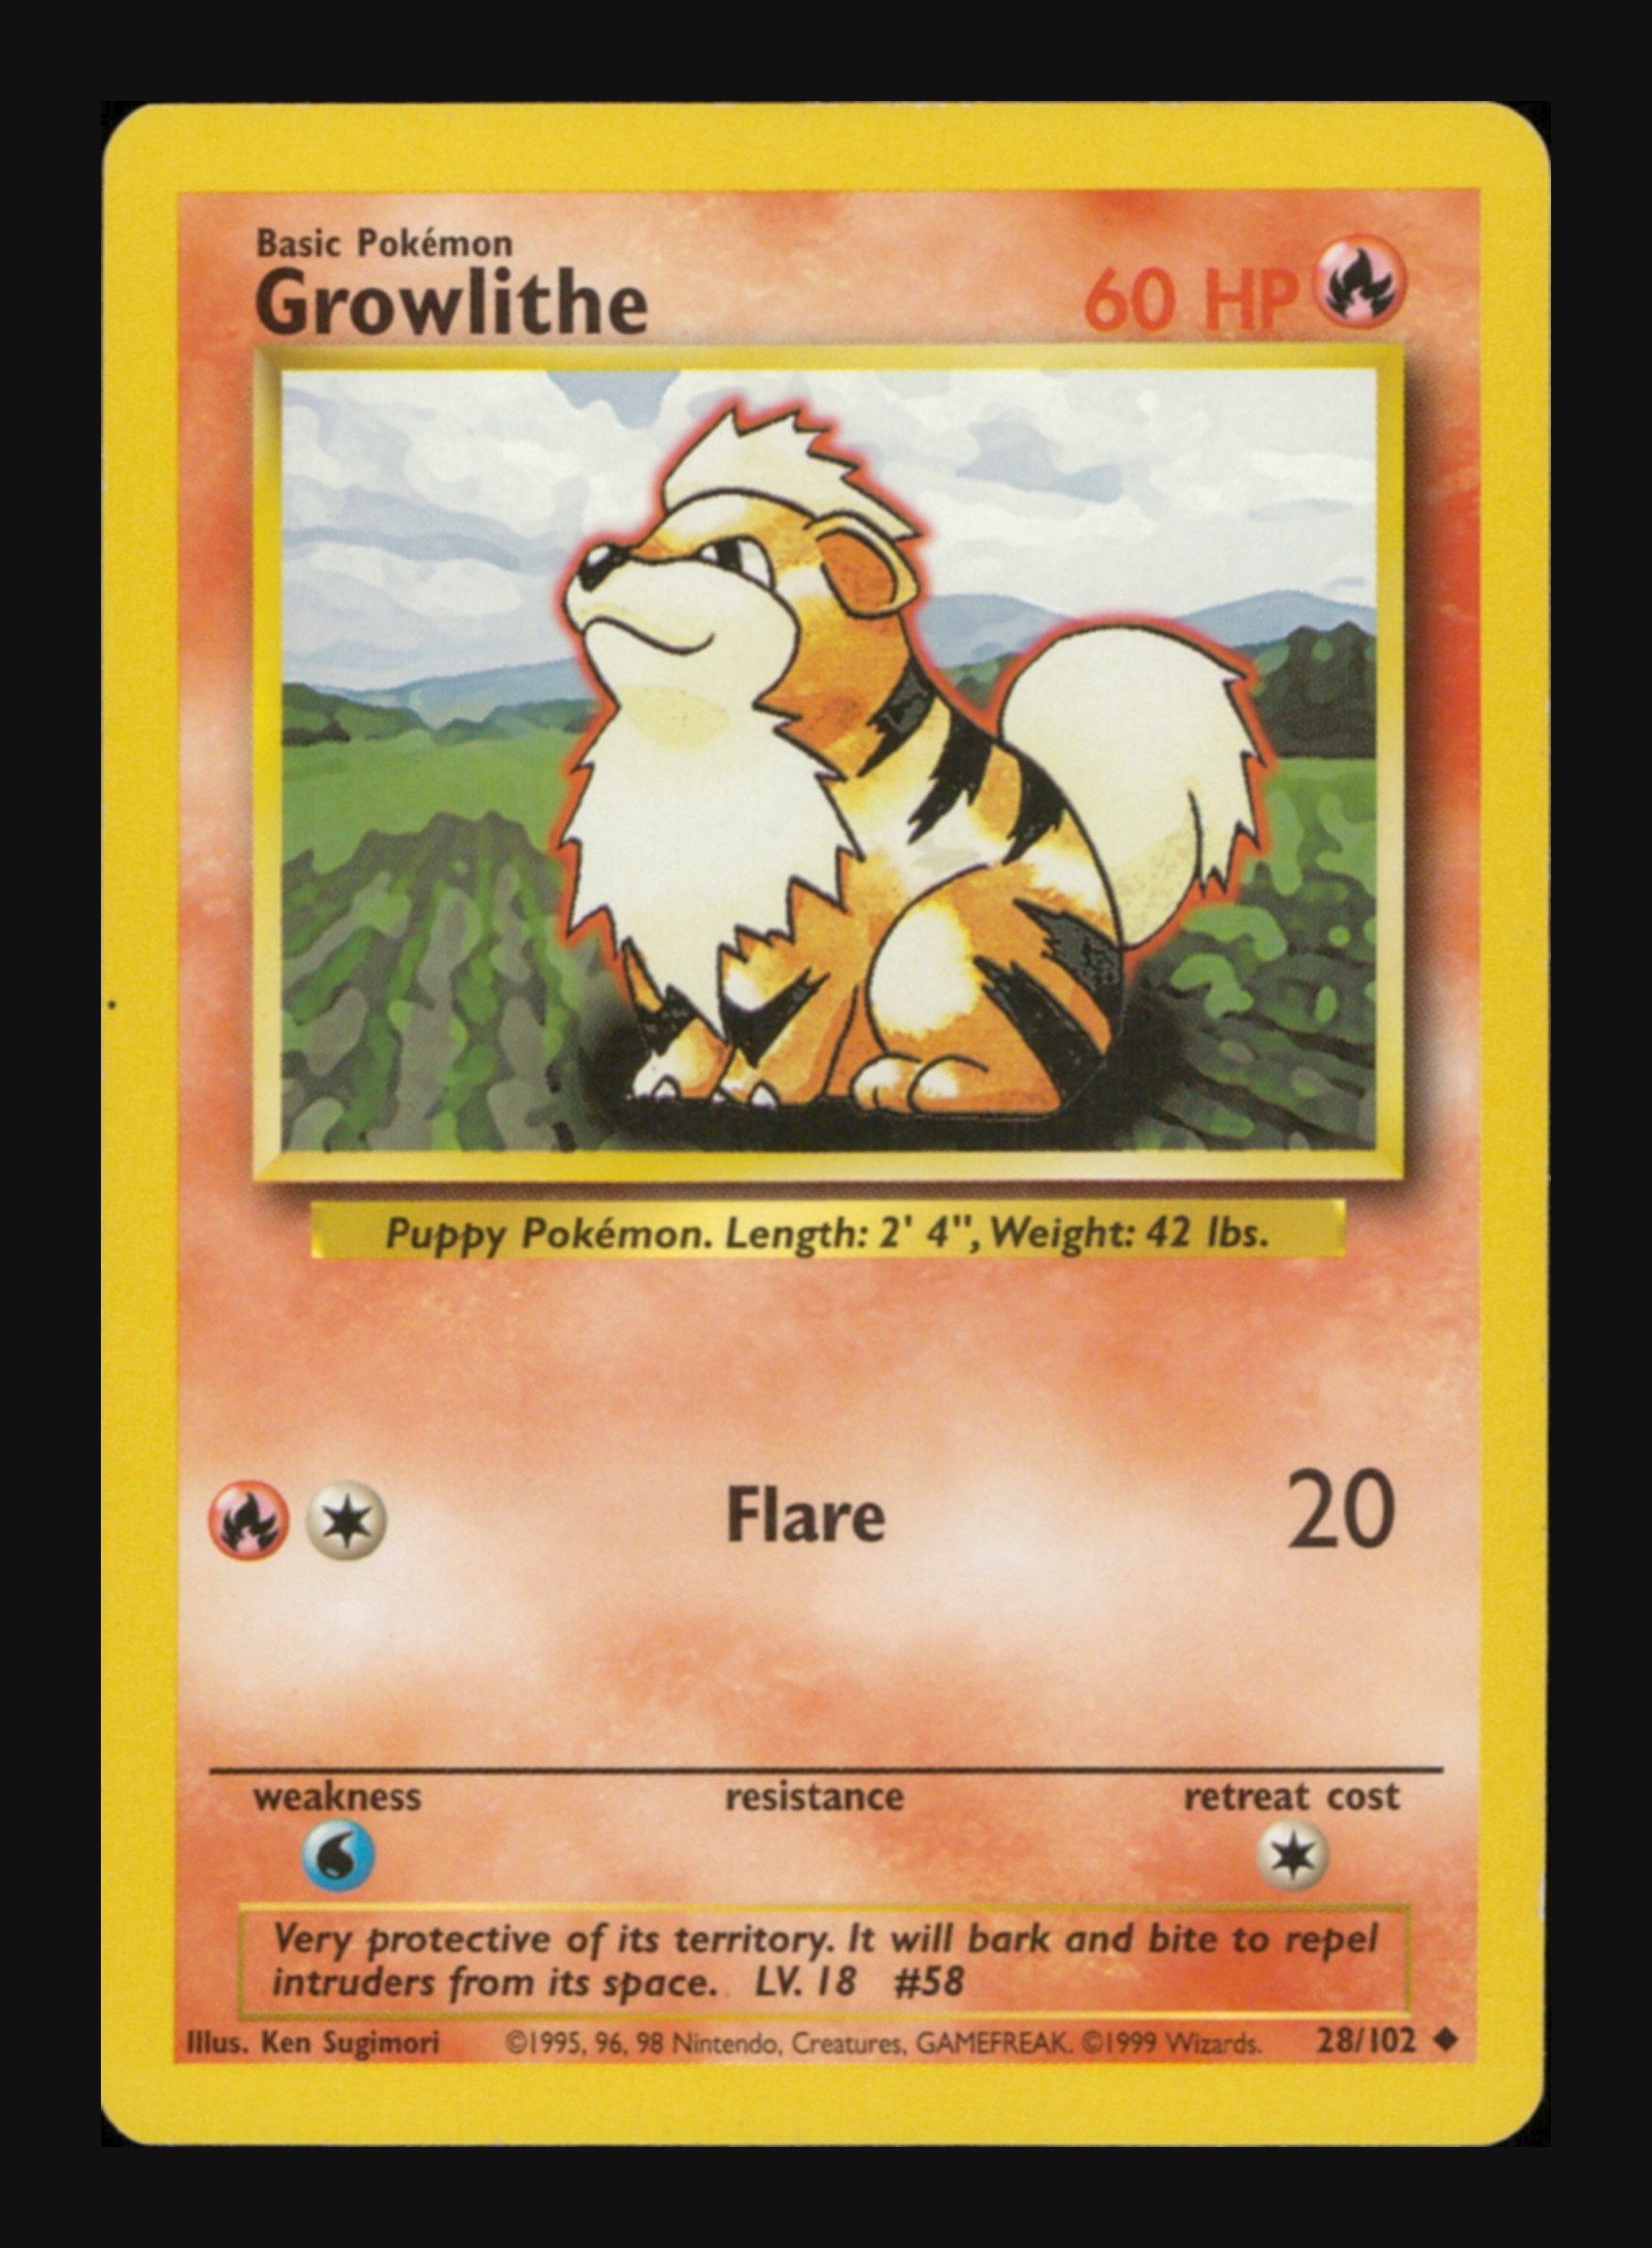 Basic Pokémon
Growlithe
60 HP
Puppy Pokémon. Length: 2' 4", Weight: 42 lbs.
Flare
20
weakness
resistance
retreat cost
Very protective of its territory. It will bark and bite to repel
intruders from its space. LV. 18 #58
Illus. Ken Sugimori ©1995, 96, 98 Nintendo, Creatures, GAMEFREAK. ©1999 Wizards. 28/102